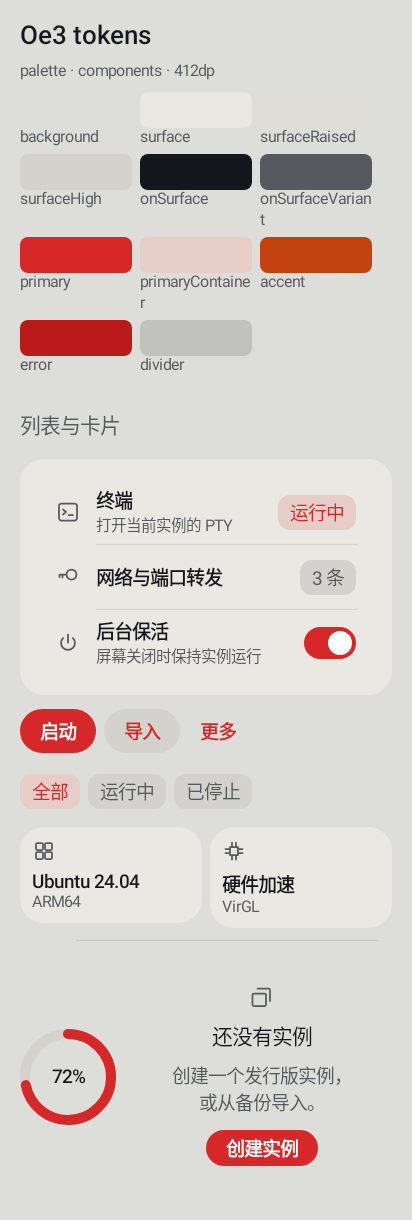 Oe3 tokens
palette · components · 412dp
background surface surfaceRaised
surfaceHigh onSurface onSurfaceVarian
t
primary primaryContaine accent
r
error divider
列表与卡片
终端
打开当前实例的 PTY
运行中
网络与端口转发
3 条
后台保活
屏幕关闭时保持实例运行
启动 导入 更多
全部 运行中 已停止
Ubuntu 24.04
ARM64
硬件加速
VirGL
72%
还没有实例
创建一个发行版实例，
或从备份导入。
创建实例